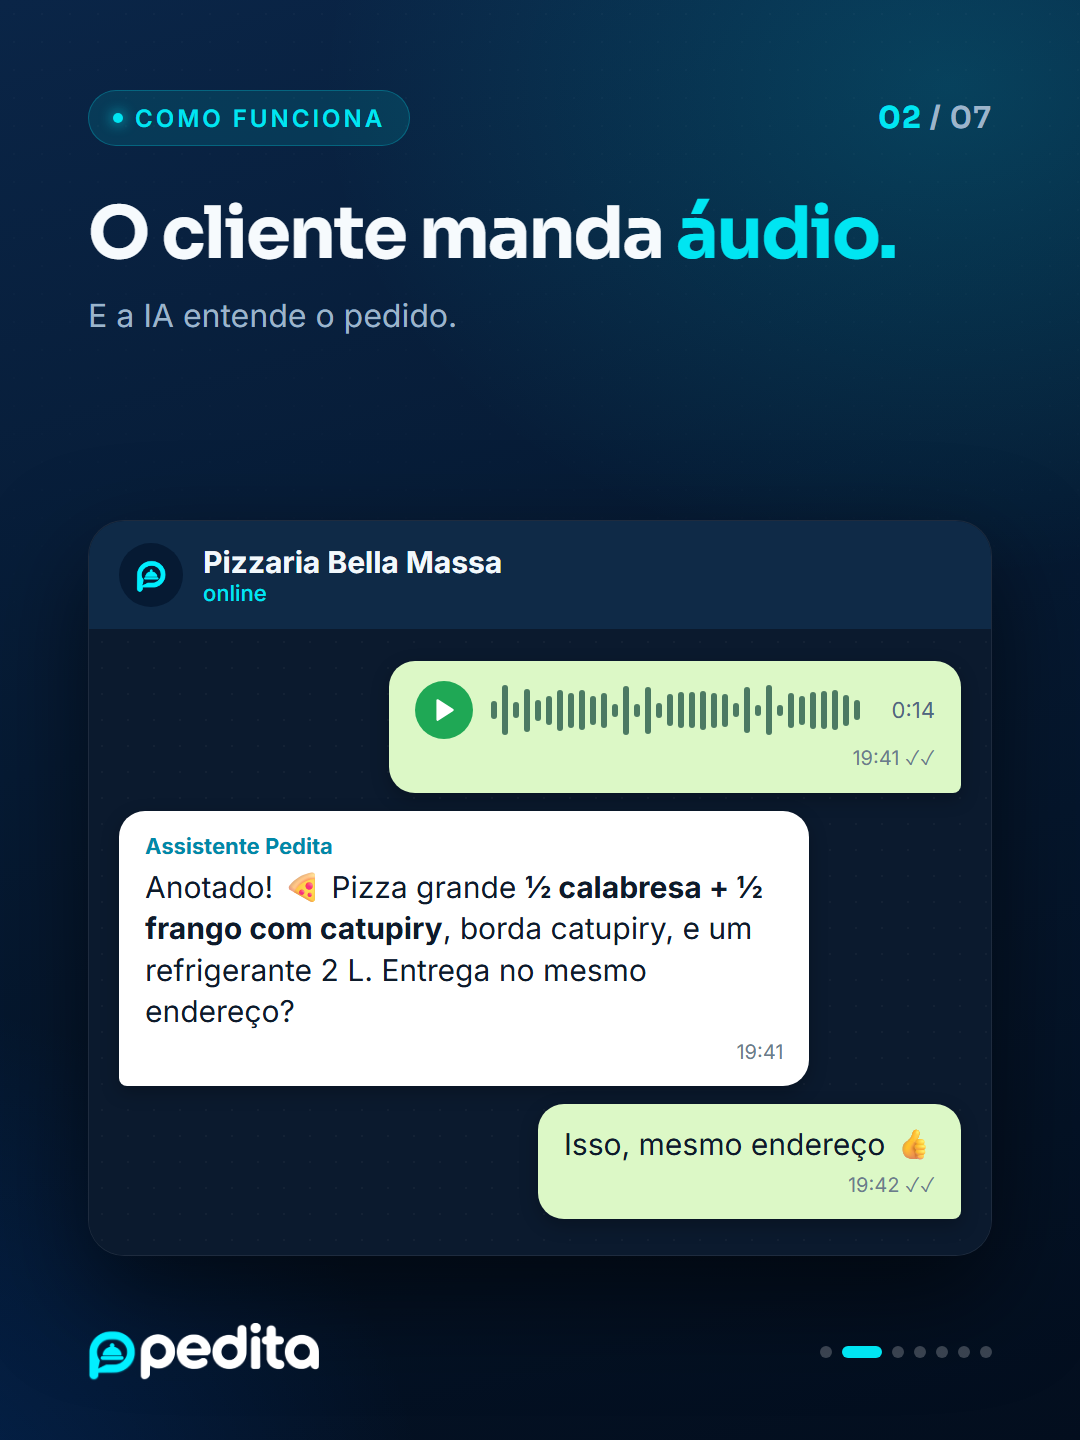 COMO FUNCIONA
02 / 07
O cliente manda áudio.
E a IA entende o pedido.
Pizzaria Bella Massa
online
0:14
19:41 ✓✓
Assistente Pedita
Anotado! 🍕 Pizza grande ½ calabresa + ½
frango com catupiry, borda catupiry, e um
refrigerante 2 L. Entrega no mesmo
endereço?
19:41
Isso, mesmo endereço 👍
19:42 ✓✓
pedita